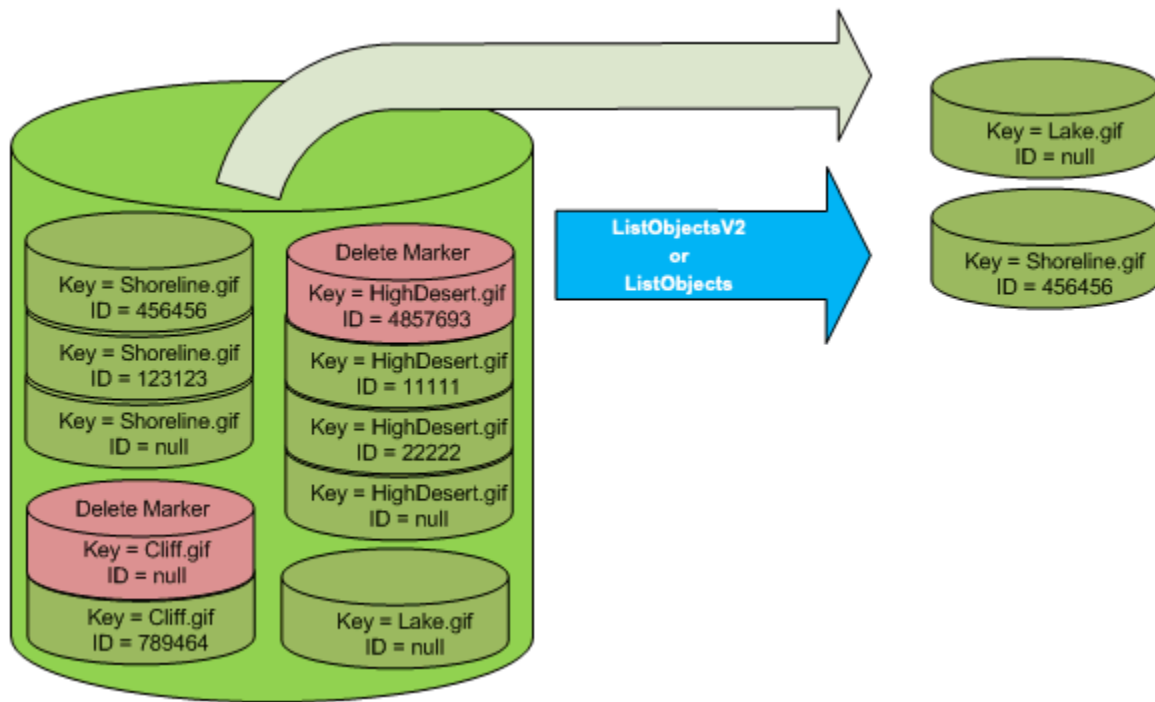 Key = Shoreline.gif
ID = 456456
Key = Shoreline.gif
ID = 123123
Key = Shoreline.gif
ID = null
Delete Marker
Key = Cliff.gif
ID = null
Key = Cliff.gif
ID = 789464
Delete Marker
Key = HighDesert.gif
ID = 4857693
Key = HighDesert.gif
ID = 11111
Key = HighDesert.gif
ID = 22222
Key = HighDesert.gif
ID = null
Key = Lake.gif
ID = null
ListObjectsV2
or
ListObjects
Key = Lake.gif
ID = null
Key = Shoreline.gif
ID = 456456